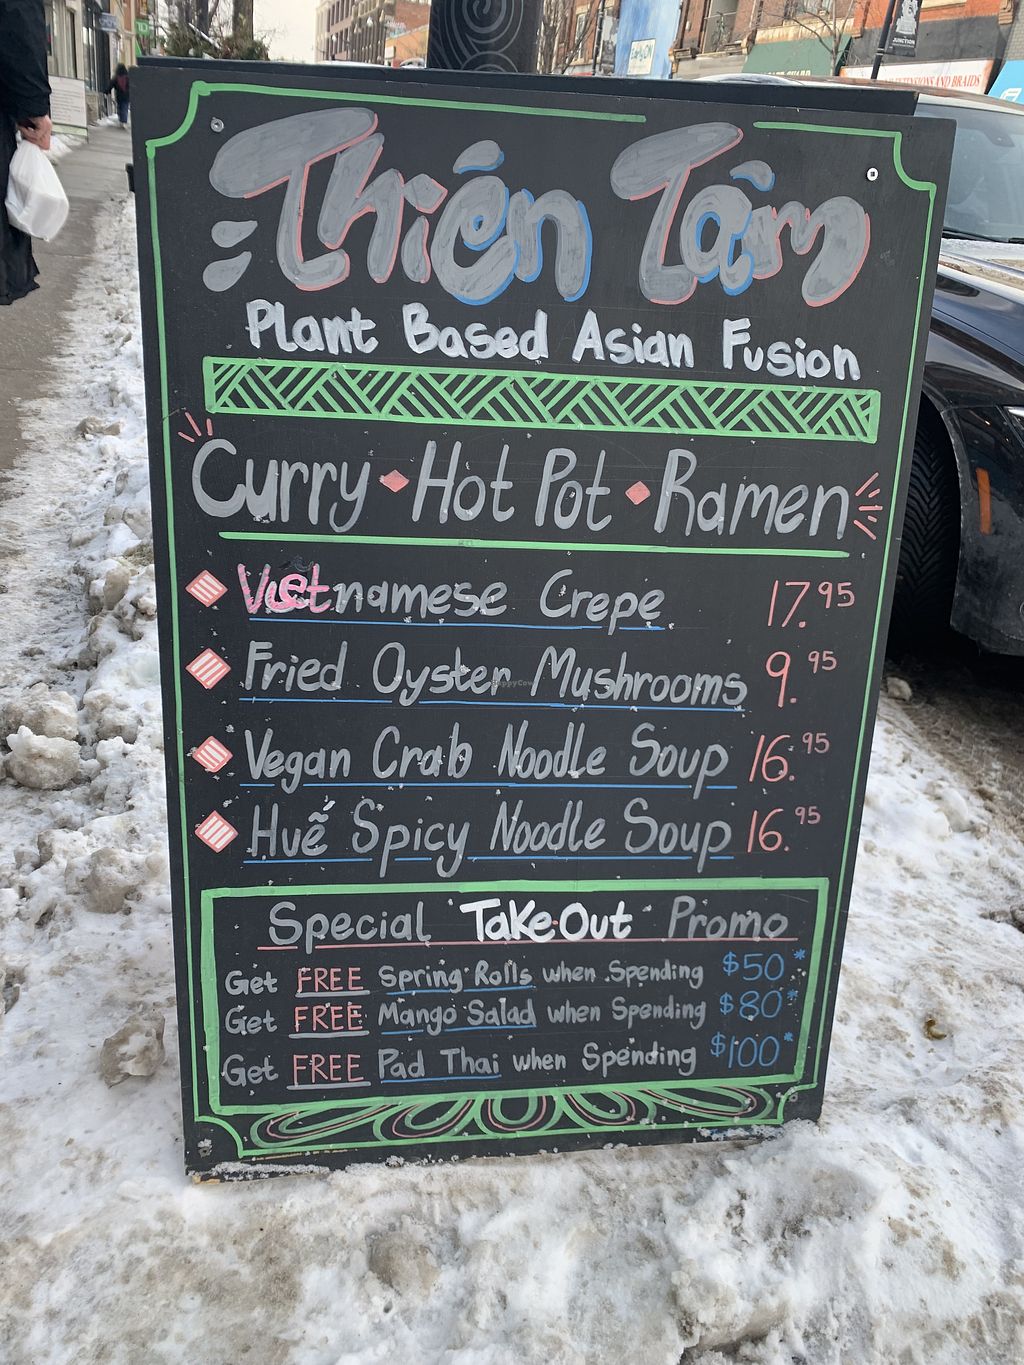 Thiên Tâm
Plant Based Asian Fusion
Curry • Hot Pot • Ramen
Vietnamese Crepe 17.95
Fried Oyster Mushrooms 9.95
Vegan Crab Noodle Soup 16.95
Huế Spicy Noodle Soup 16.95
Special Take Out Promo
Get FREE Spring Rolls when Spending $50*
Get FREE Mango Salad when Spending $80*
Get FREE Pad Thai when Spending $100*
HappyCow
JUNCTION